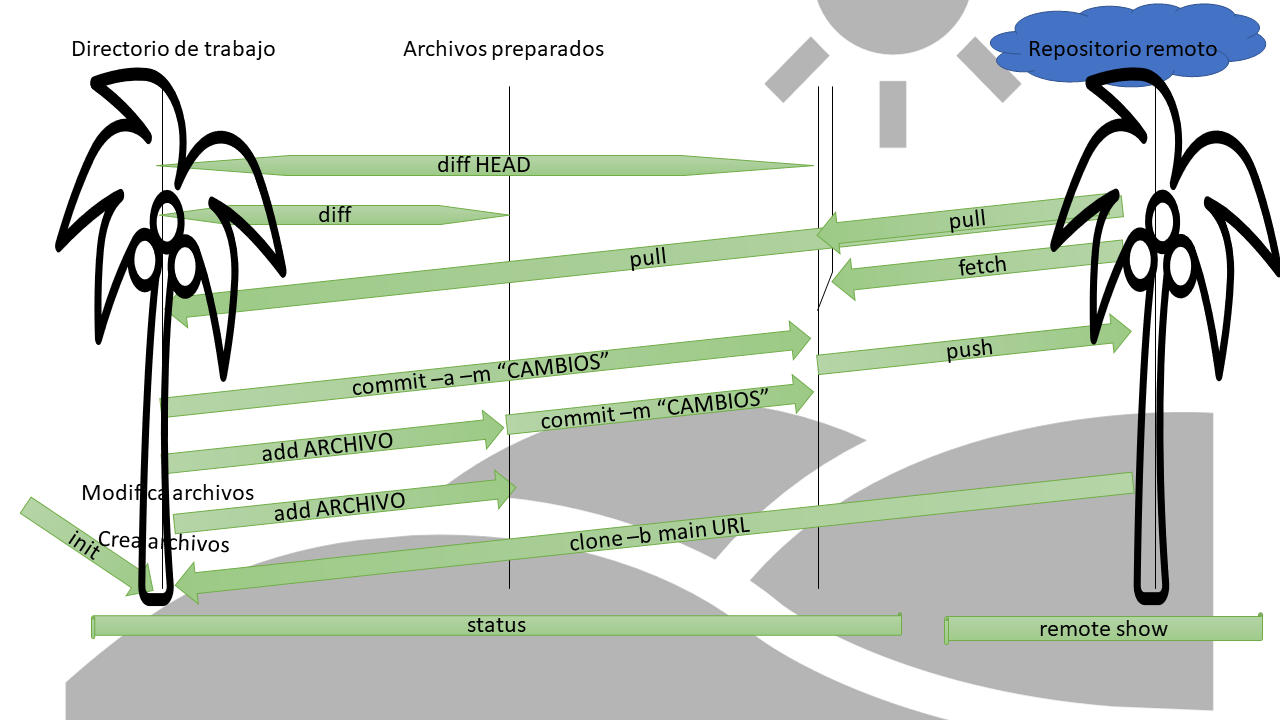 Directorio de trabajo
Archivos preparados
Repositorio remoto
diff HEAD
diff
pull
pull
fetch
commit –a –m “CAMBIOS”
push
commit –m “CAMBIOS”
add ARCHIVO
Modifica archivos
add ARCHIVO
init
Crea archivos
clone –b main URL
status
remote show